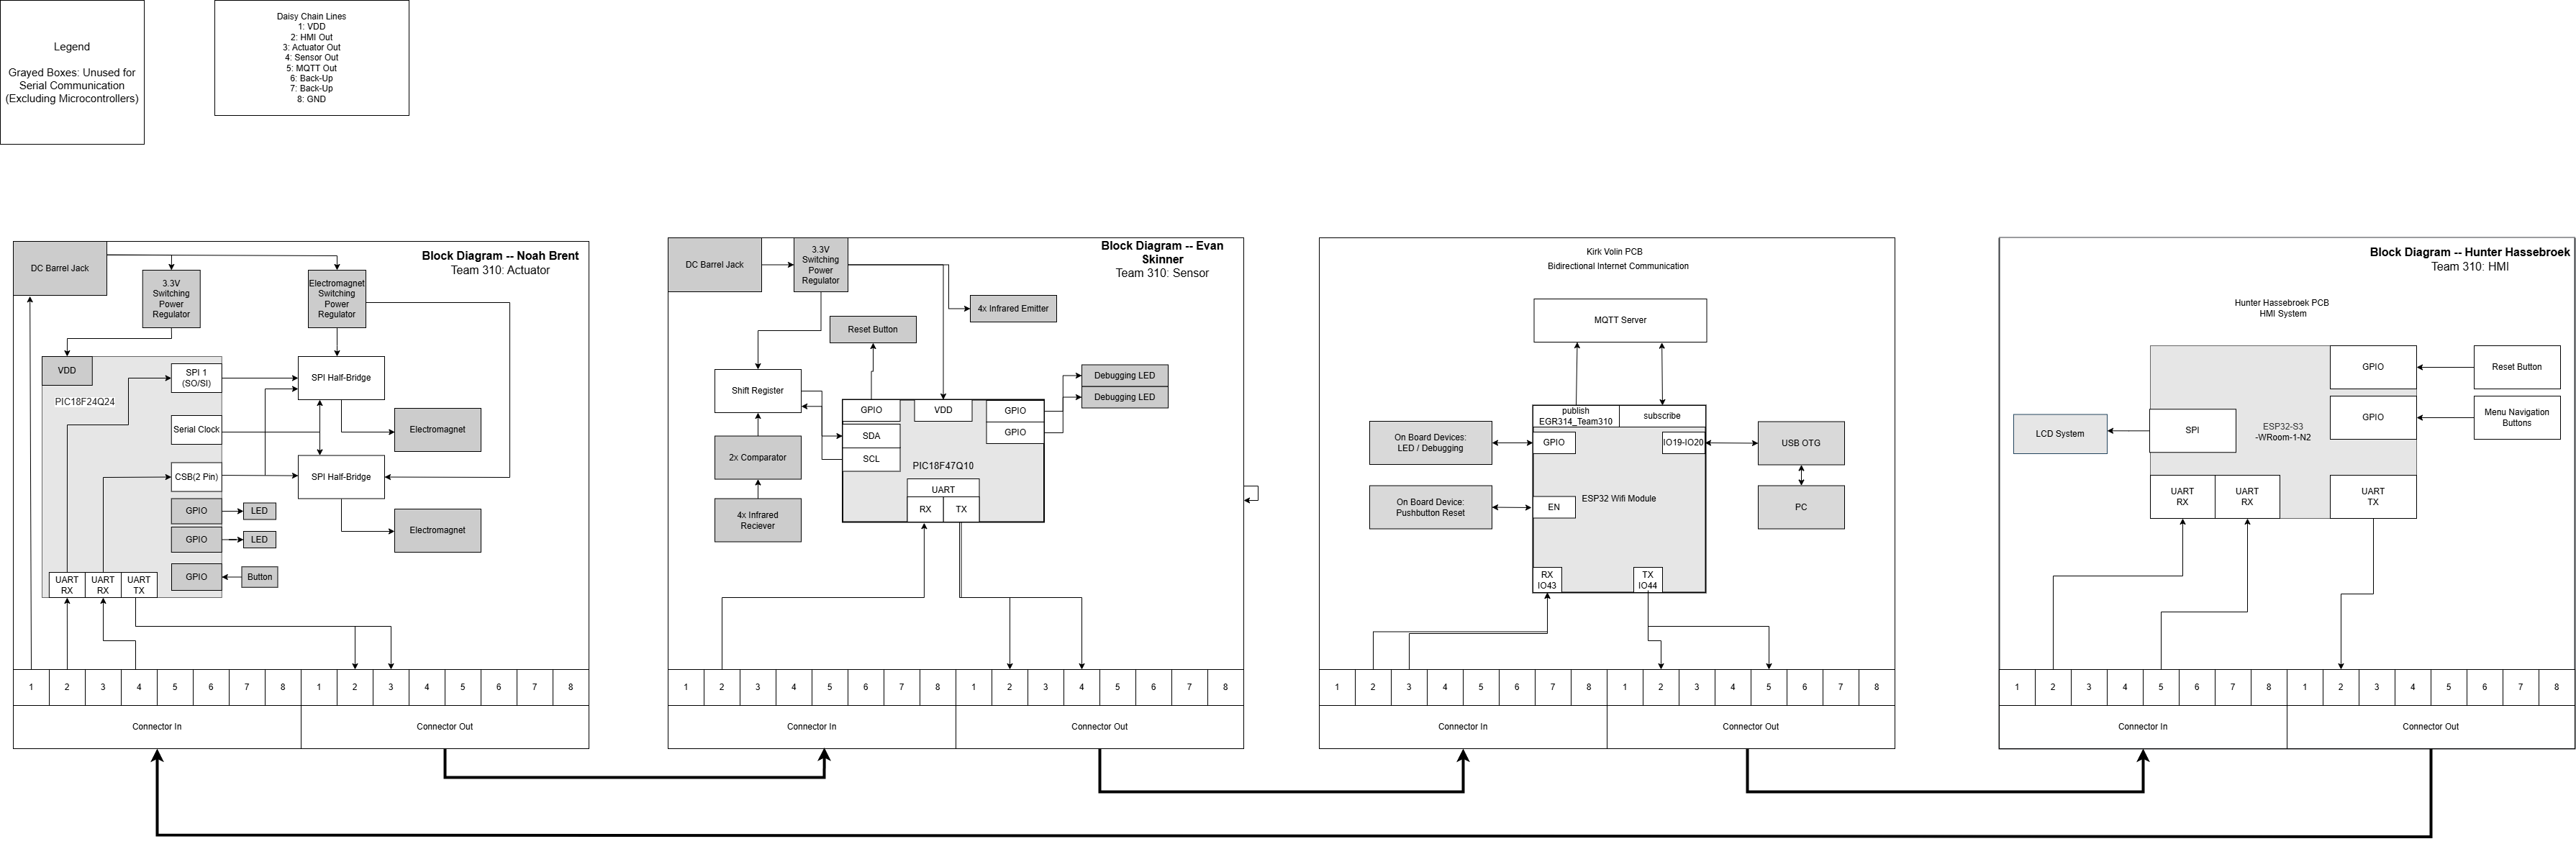 Legend
Grayed Boxes: Unused for
Serial Communication
(Excluding Microcontrollers)
Daisy Chain Lines
1: VDD
2: HMI Out
3: Actuator Out
4: Sensor Out
5: MQTT Out
6: Back-Up
7: Back-Up
8: GND
DC Barrel Jack
Block Diagram -- Noah Brent
Team 310: Actuator
3.3V
Switching
Power
Regulator
Electromagnet
Switching
Power
Regulator
VDD
PIC18F24Q24
SPI 1
(SO/SI)
SPI Half-Bridge
Serial Clock
Electromagnet
CSB(2 Pin)
SPI Half-Bridge
GPIO
LED
Electromagnet
GPIO
LED
GPIO
Button
UART
RX
UART
RX
UART
TX
1 2 3 4 5 6 7 8 1 2 3 4 5 6 7 8
Connector In
Connector Out
DC Barrel Jack
3.3V
Switching
Power
Regulator
Block Diagram -- Evan
Skinner
Team 310: Sensor
4x Infrared Emitter
Reset Button
Shift Register
Debugging LED
Debugging LED
GPIO
VDD
GPIO
GPIO
SDA
SCL
2x Comparator
PIC18F47Q10
UART
RX
TX
4x Infrared
Reciever
1 2 3 4 5 6 7 8 1 2 3 4 5 6 7 8
Connector In
Connector Out
Kirk Volin PCB
Bidirectional Internet Communication
MQTT Server
publish
EGR314_Team310
subscribe
On Board Devices:
LED / Debugging
GPIO
IO19-IO20
USB OTG
On Board Device:
Pushbutton Reset
EN
ESP32 Wifi Module
PC
RX
IO43
TX
IO44
1 2 3 4 5 6 7 8 1 2 3 4 5 6 7 8
Connector In
Connector Out
Block Diagram -- Hunter Hassebroek
Team 310: HMI
Hunter Hassebroek PCB
HMI System
GPIO
Reset Button
GPIO
Menu Navigation
Buttons
LCD System
SPI
ESP32-S3
-WRoom-1-N2
UART
RX
UART
RX
UART
TX
1 2 3 4 5 6 7 8 1 2 3 4 5 6 7 8
Connector In
Connector Out